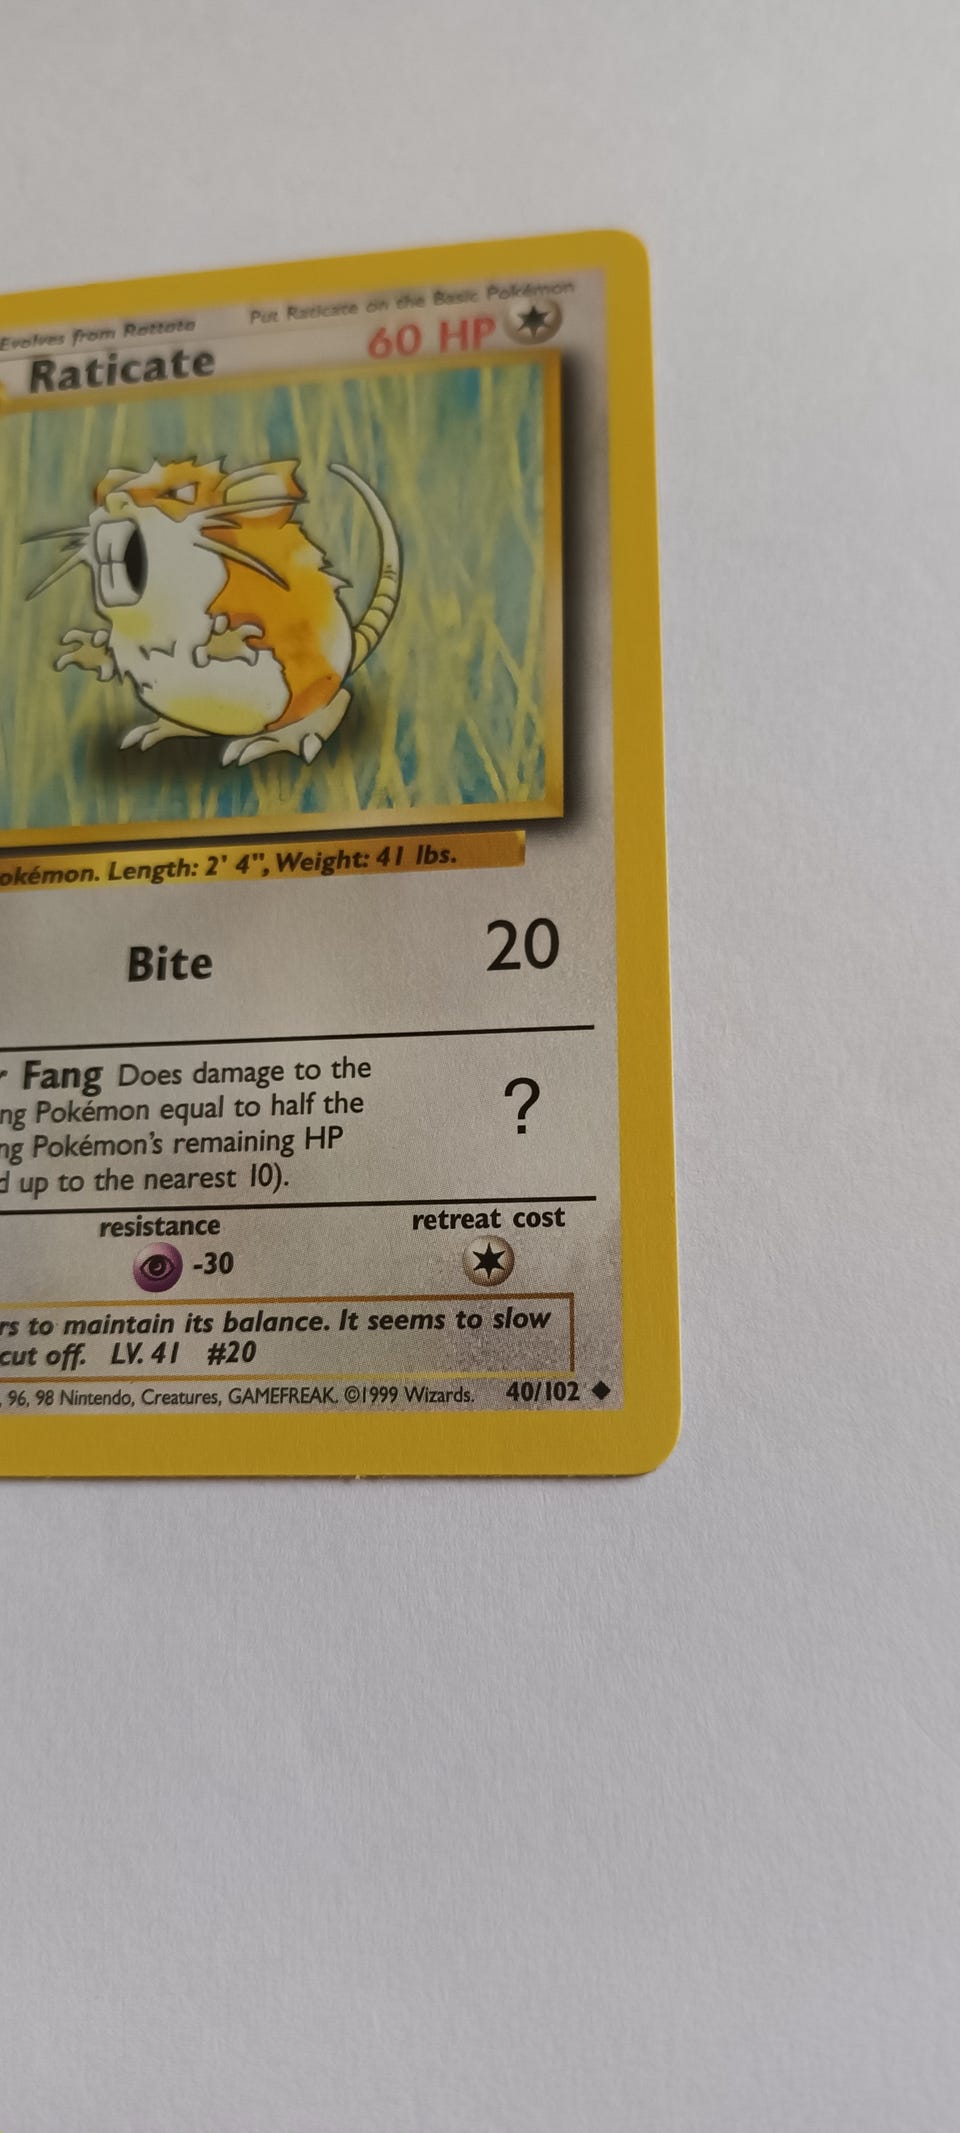 Evolves from Rattata Put Raticate on the Basic Pokémon
Raticate 60 HP
okémon. Length: 2' 4", Weight: 41 lbs.
Bite 20
r Fang Does damage to the
ng Pokémon equal to half the
ng Pokémon's remaining HP
d up to the nearest 10).
?
resistance retreat cost
-30
rs to maintain its balance. It seems to slow
cut off. LV. 41 #20
, 96, 98 Nintendo, Creatures, GAMEFREAK. ©1999 Wizards. 40/102 ◆